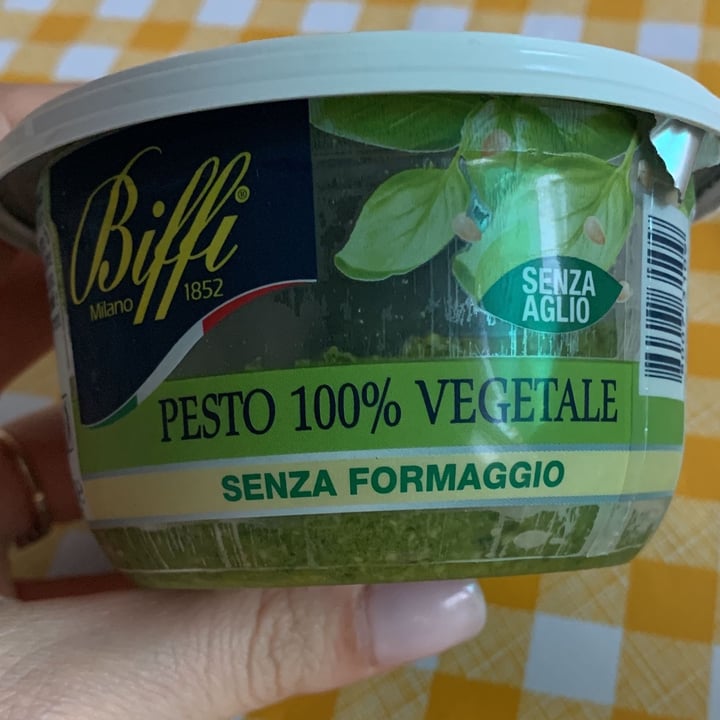 Biffi®
Milano 1852
SENZA
AGLIO
PESTO 100% VEGETALE
SENZA FORMAGGIO